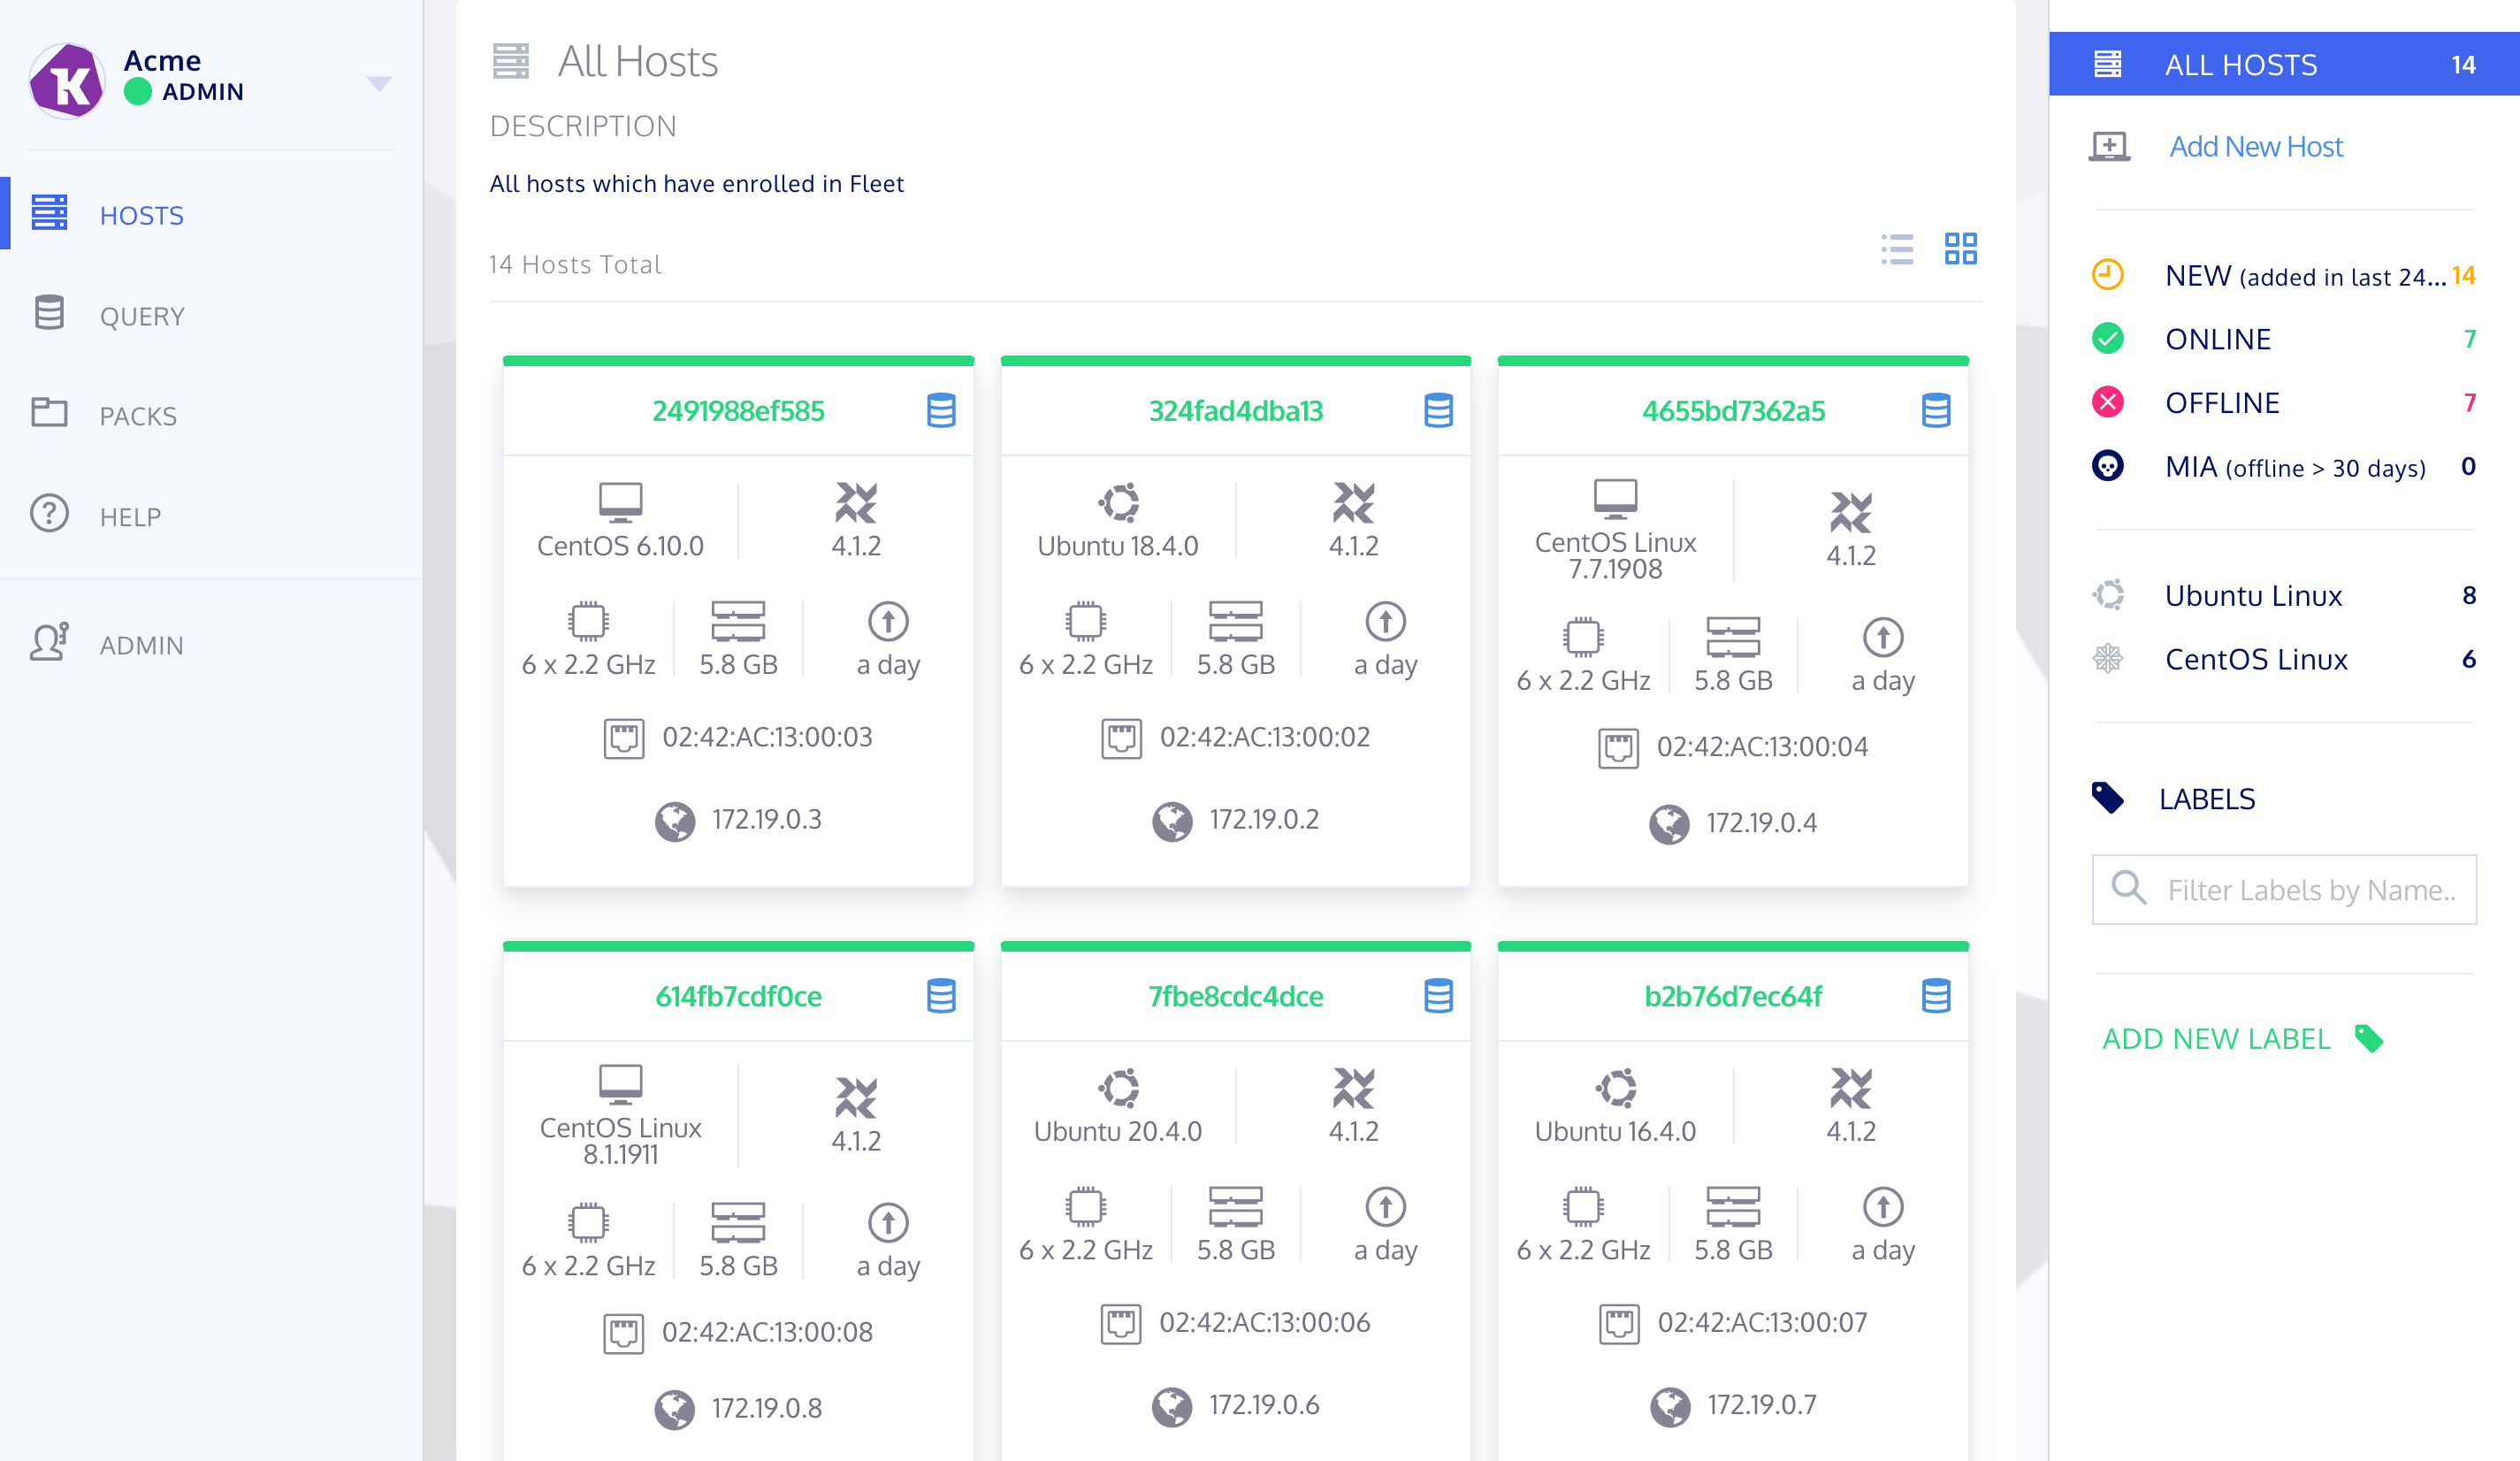 Acme
ADMIN
HOSTS
QUERY
PACKS
HELP
ADMIN
All Hosts
DESCRIPTION
All hosts which have enrolled in Fleet
14 Hosts Total
2491988ef585
CentOS 6.10.0
4.1.2
6 x 2.2 GHz
5.8 GB
a day
02:42:AC:13:00:03
172.19.0.3
324fad4dba13
Ubuntu 18.4.0
4.1.2
6 x 2.2 GHz
5.8 GB
a day
02:42:AC:13:00:02
172.19.0.2
4655bd7362a5
CentOS Linux
7.7.1908
4.1.2
6 x 2.2 GHz
5.8 GB
a day
02:42:AC:13:00:04
172.19.0.4
614fb7cdf0ce
CentOS Linux
8.1.1911
4.1.2
6 x 2.2 GHz
5.8 GB
a day
02:42:AC:13:00:08
172.19.0.8
7fbe8cdc4dce
Ubuntu 20.4.0
4.1.2
6 x 2.2 GHz
5.8 GB
a day
02:42:AC:13:00:06
172.19.0.6
b2b76d7ec64f
Ubuntu 16.4.0
4.1.2
6 x 2.2 GHz
5.8 GB
a day
02:42:AC:13:00:07
172.19.0.7
ALL HOSTS 14
Add New Host
NEW (added in last 24... 14
ONLINE 7
OFFLINE 7
MIA (offline > 30 days) 0
Ubuntu Linux 8
CentOS Linux 6
LABELS
Filter Labels by Name..
ADD NEW LABEL